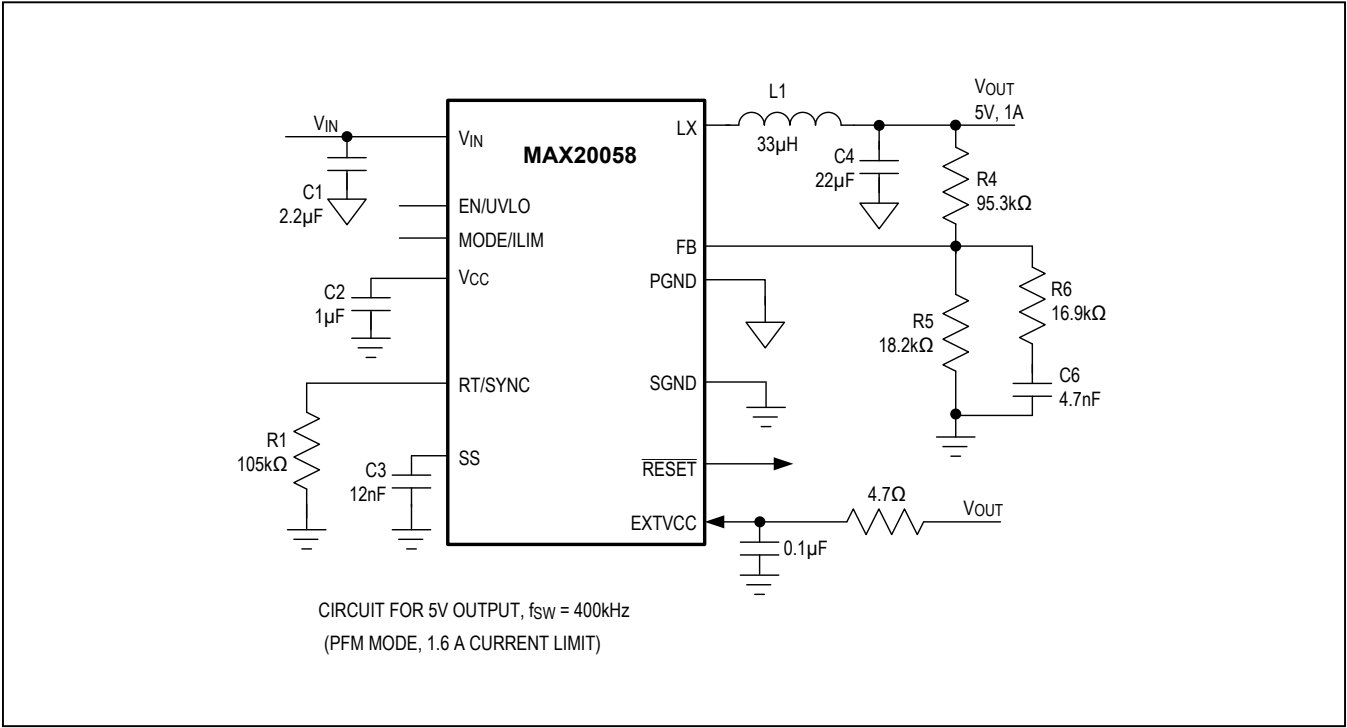 VIN
C1
2.2µF
MAX20058
VIN
EN/UVLO
MODE/ILIM
VCC
C2
1µF
RT/SYNC
R1
105kΩ
SS
C3
12nF
LX
L1
33µH
VOUT
5V, 1A
C4
22µF
R4
95.3kΩ
FB
PGND
R5
18.2kΩ
R6
16.9kΩ
C6
4.7nF
SGND
RESET
EXTVCC
4.7Ω
VOUT
0.1µF
CIRCUIT FOR 5V OUTPUT, fSW = 400kHz
(PFM MODE, 1.6 A CURRENT LIMIT)